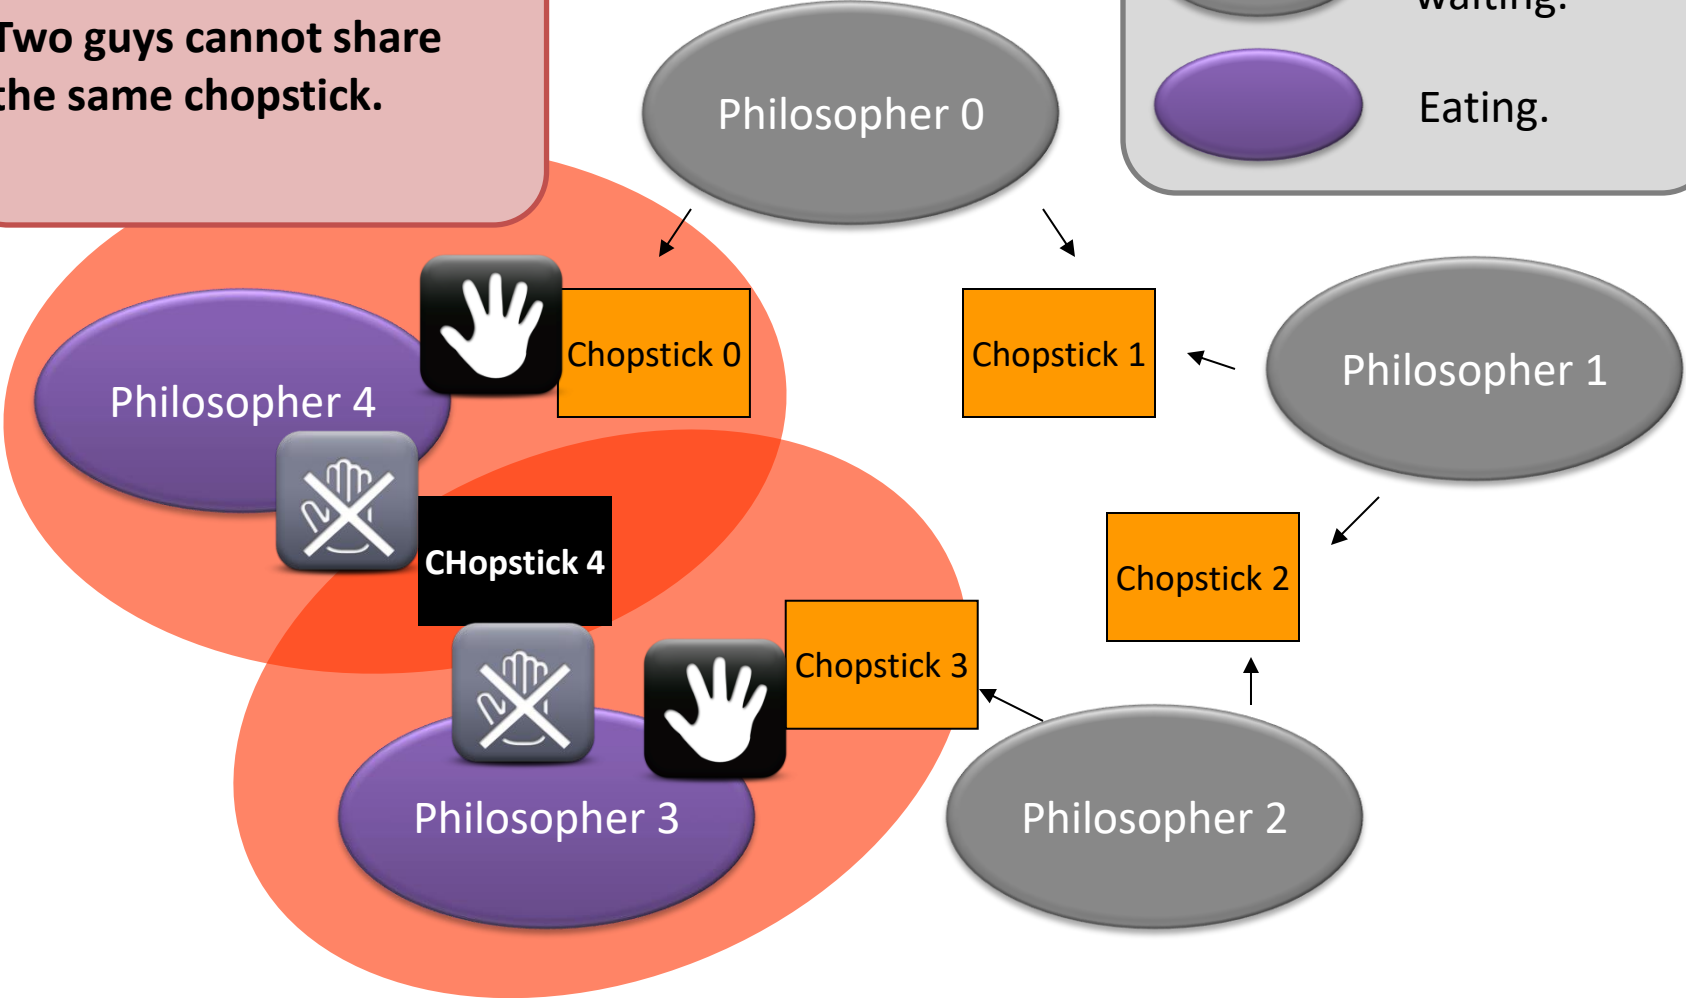 Two guys cannot share
the same chopstick.
waiting.
Eating.
Philosopher 0
Chopstick 0
Chopstick 1
Philosopher 1
Philosopher 4
CHopstick 4
Chopstick 2
Chopstick 3
Philosopher 3
Philosopher 2